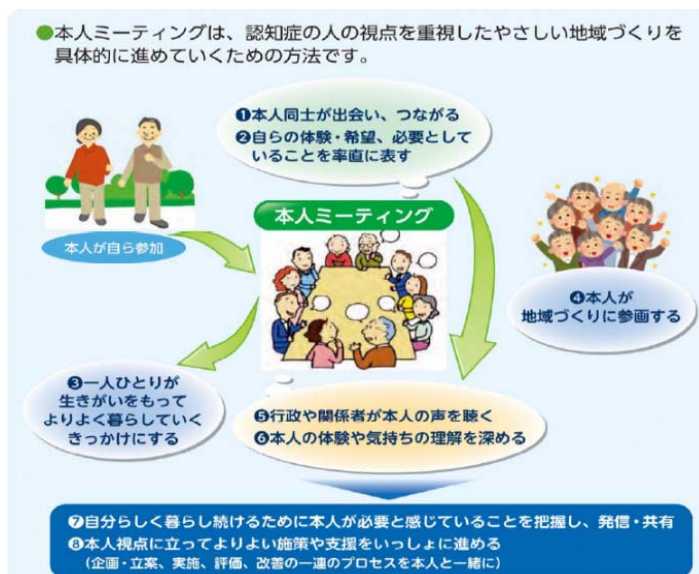 ●本人ミーティングは、認知症の人の視点を重視したやさしい地域づくりを
具体的に進めていくための方法です。
❶本人同士が出会い、つながる
❷自らの体験・希望、必要として
いることを率直に表す
本人が自ら参加
本人ミーティング
❹本人が
地域づくりに参画する
❸一人ひとりが
生きがいをもって
よりよく暮らしていく
きっかけにする
❺行政や関係者が本人の声を聴く
❻本人の体験や気持ちの理解を深める
❼自分らしく暮らし続けるために本人が必要と感じていることを把握し、発信・共有
❽本人視点に立ってよりよい施策や支援をいっしょに進める
(企画・立案、実施、評価、改善の一連のプロセスを本人と一緒に)